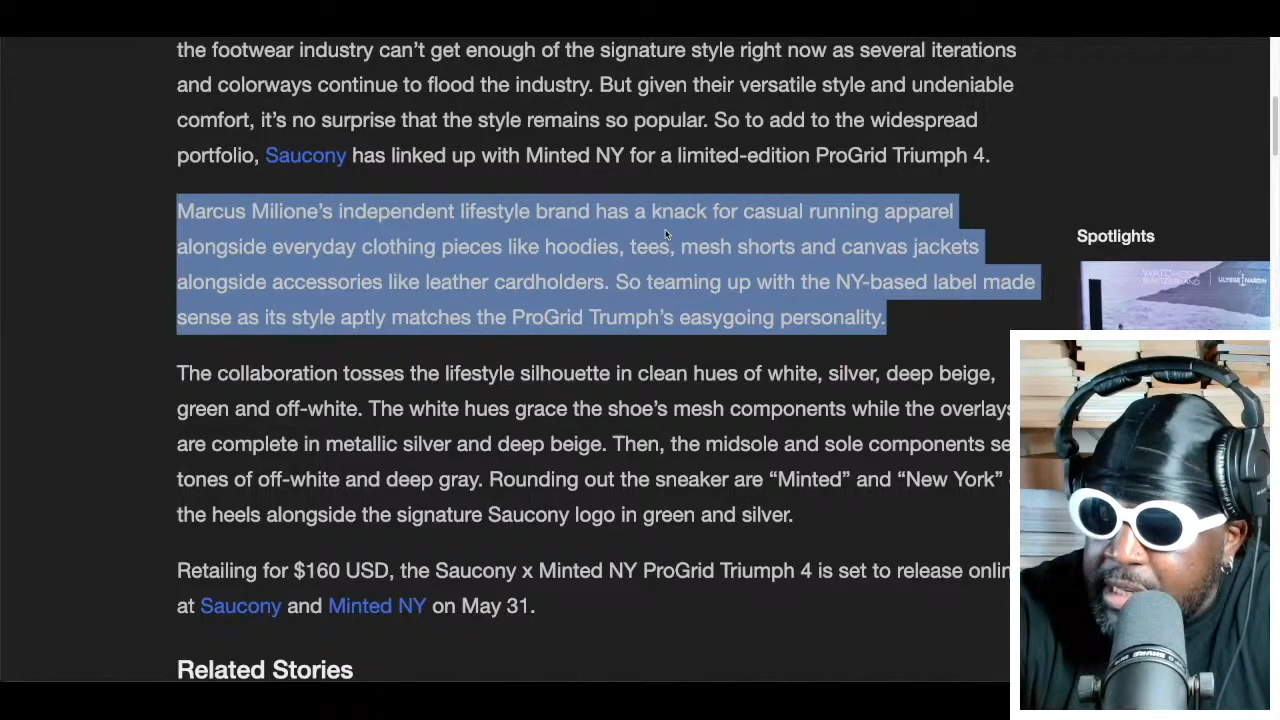 the footwear industry can’t get enough of the signature style right now as several iterations
and colorways continue to flood the industry. But given their versatile style and undeniable
comfort, it’s no surprise that the style remains so popular. So to add to the widespread
portfolio, Saucony has linked up with Minted NY for a limited-edition ProGrid Triumph 4.
Marcus Milione’s independent lifestyle brand has a knack for casual running apparel
alongside everyday clothing pieces like hoodies, tees, mesh shorts and canvas jackets
alongside accessories like leather cardholders. So teaming up with the NY-based label made
sense as its style aptly matches the ProGrid Trumph’s easygoing personality.
The collaboration tosses the lifestyle silhouette in clean hues of white, silver, deep beige,
green and off-white. The white hues grace the shoe’s mesh components while the overlays
are complete in metallic silver and deep beige. Then, the midsole and sole components se
tones of off-white and deep gray. Rounding out the sneaker are “Minted” and “New York”
the heels alongside the signature Saucony logo in green and silver.
Retailing for $160 USD, the Saucony x Minted NY ProGrid Triumph 4 is set to release onlin
at Saucony and Minted NY on May 31.
Related Stories
Spotlights
WATCHES OF
SWITZERLAND
ULYSSE NARDIN